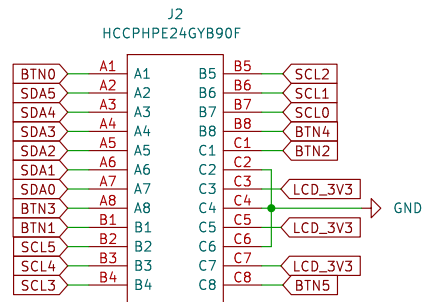 J2
HCCPHPE24GYB90F
BTN0 A1 A1 B5 B5 SCL2
SDA5 A2 A2 B6 B6 SCL1
SDA4 A3 A3 B7 B7 SCL0
SDA3 A4 A4 B8 B8 BTN4
SDA2 A5 A5 C1 C1 BTN2
SDA1 A6 A6 C2 C2
SDA0 A7 A7 C3 C3 LCD_3V3
BTN3 A8 A8 C4 C4 GND
BTN1 B1 B1 C5 C5 LCD_3V3
SCL5 B2 B2 C6 C6
SCL4 B3 B3 C7 C7 LCD_3V3
SCL3 B4 B4 C8 C8 BTN5